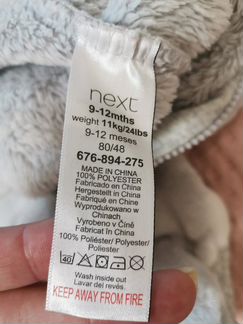 next
9-12mths
weight 11kg/24lbs
9-12 meses
80/48
676-894-275
MADE IN CHINA
100% POLYESTER
Fabricado en China
Hergestellt in China
Fabriqué en Chine
Wyprodukowano w
Chinach
Vyrobeno v Číně
Fabricado em China
100% Poliéster/ Polyester/
Poliester
40
Wash inside out
Lavar del revés.
KEEP AWAY FROM FIRE